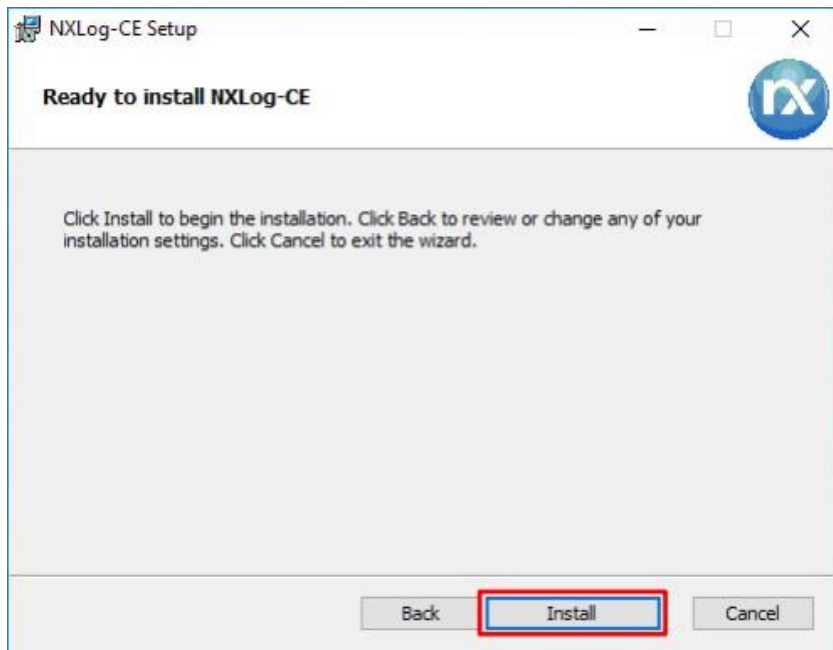 NXLog-CE Setup
Ready to install NXLog-CE
nx
Click Install to begin the installation. Click Back to review or change any of your
installation settings. Click Cancel to exit the wizard.
Back
Install
Cancel